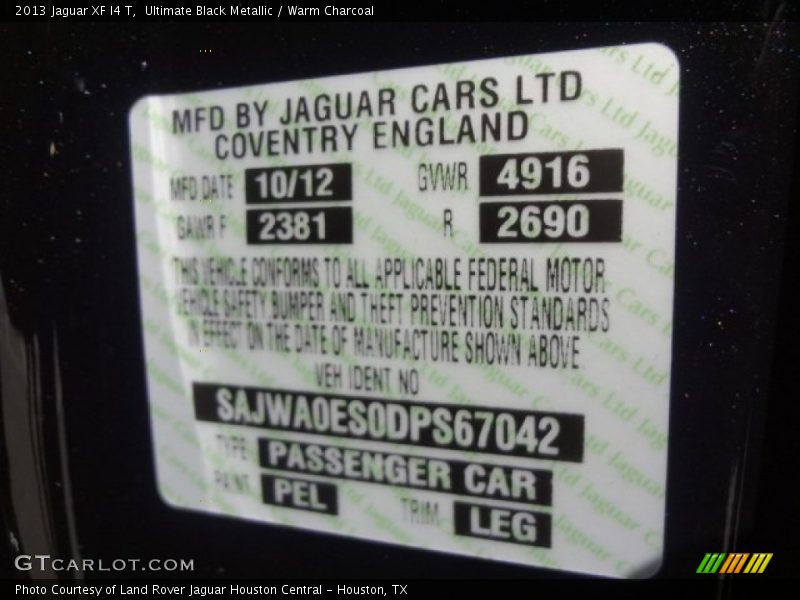 2013 Jaguar XF I4 T, Ultimate Black Metallic / Warm Charcoal
MFD BY JAGUAR CARS LTD
COVENTRY ENGLAND
MFD DATE 10/12 GVWR 4916
GAWR F 2381 R 2690
THIS VEHICLE CONFORMS TO ALL APPLICABLE FEDERAL MOTOR
VEHICLE SAFETY BUMPER AND THEFT PREVENTION STANDARDS
IN EFFECT ON THE DATE OF MANUFACTURE SHOWN ABOVE
VEH IDENT NO
SAJWA0ES0DPS67042
TYPE PASSENGER CAR
PAINT PEL TRIM LEG
GTCARLOT.COM
Photo Courtesy of Land Rover Jaguar Houston Central - Houston, TX